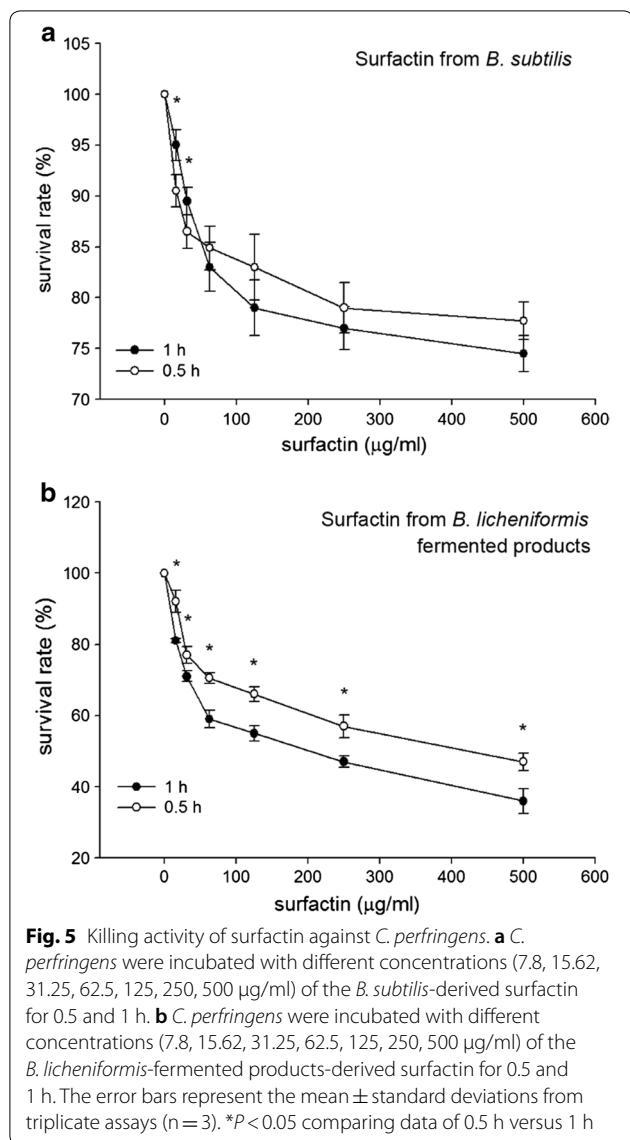 a
Surfactin from B. subtilis
105
100
95
90
85
80
75
70
survival rate (%)
* *
1 h
0.5 h
0 100 200 300 400 500 600
surfactin (µg/ml)
b
Surfactin from B. licheniformis
fermented products
120
100
80
60
40
20
survival rate (%)
* * * * * *
1 h
0.5 h
0 100 200 300 400 500 600
surfactin (µg/ml)
Fig. 5 Killing activity of surfactin against C. perfringens. a C.
perfringens were incubated with different concentrations (7.8, 15.62,
31.25, 62.5, 125, 250, 500 µg/ml) of the B. subtilis-derived surfactin
for 0.5 and 1 h. b C. perfringens were incubated with different
concentrations (7.8, 15.62, 31.25, 62.5, 125, 250, 500 µg/ml) of the
B. licheniformis-fermented products-derived surfactin for 0.5 and
1 h. The error bars represent the mean ± standard deviations from
triplicate assays (n = 3). *P < 0.05 comparing data of 0.5 h versus 1 h